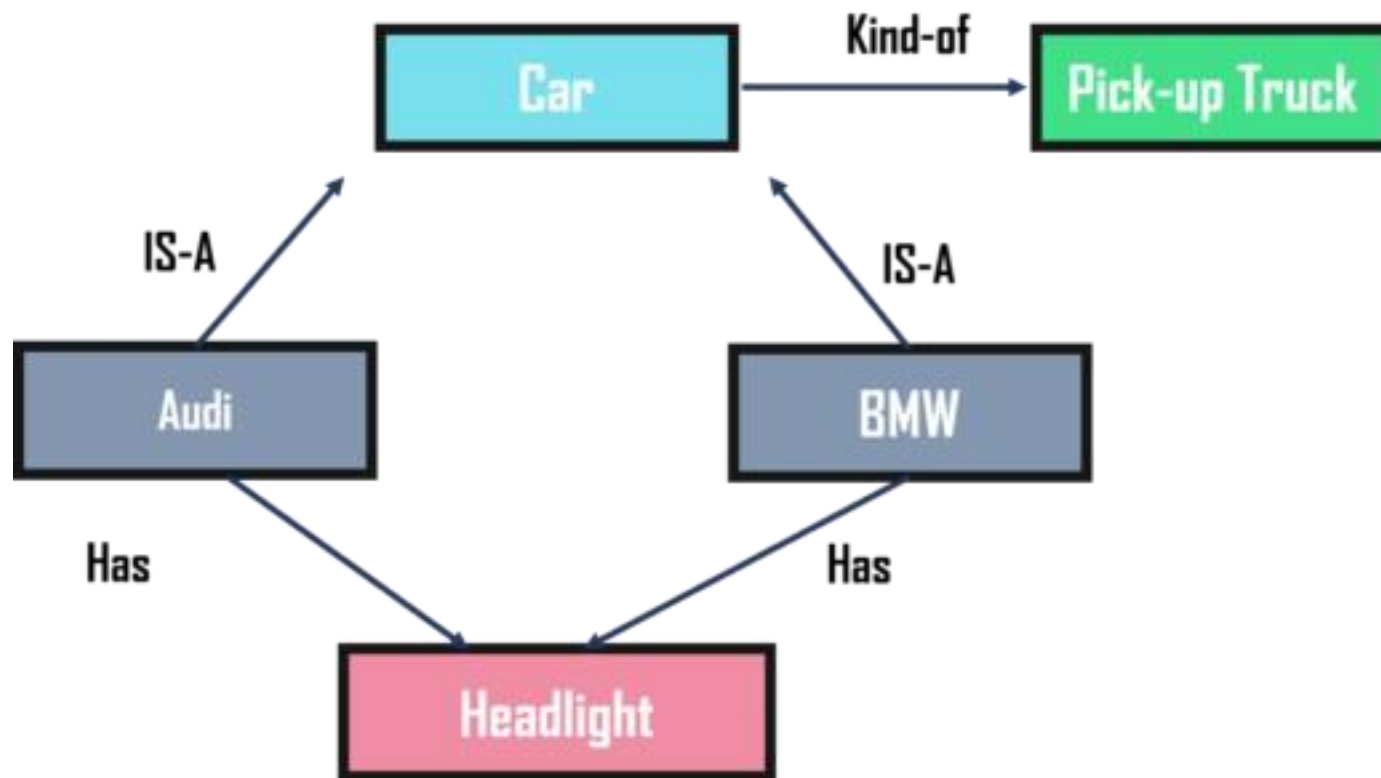 Kind-of
Car
Pick-up Truck
IS-A
IS-A
Audi
BMW
Has
Has
Headlight